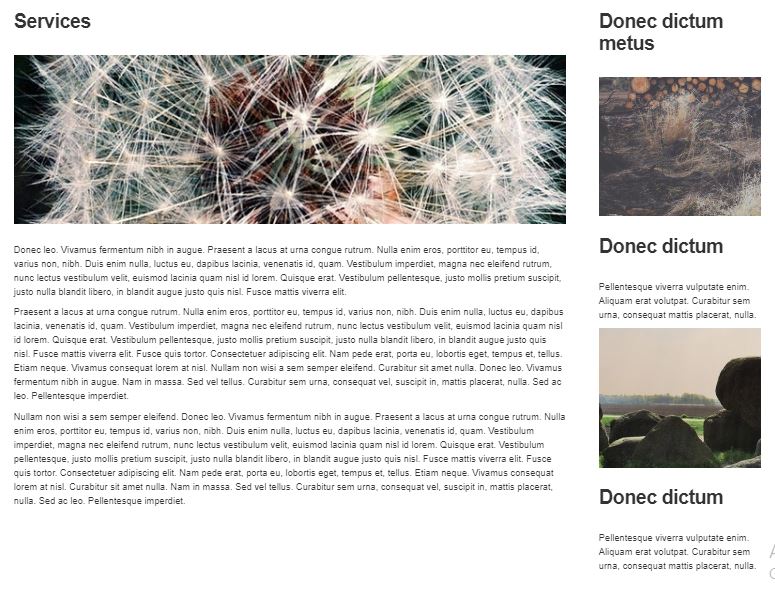 Services
Donec leo. Vivamus fermentum nibh in augue. Praesent a lacus at urna congue rutrum. Nulla enim eros, porttitor eu, tempus id,
varius non, nibh. Duis enim nulla, luctus eu, dapibus lacinia, venenatis id, quam. Vestibulum imperdiet, magna nec eleifend rutrum,
nunc lectus vestibulum velit, euismod lacinia quam nisl id lorem. Quisque erat. Vestibulum pellentesque, justo mollis pretium suscipit,
justo nulla blandit libero, in blandit augue justo quis nisl. Fusce mattis viverra elit.
Praesent a lacus at urna congue rutrum. Nulla enim eros, porttitor eu, tempus id, varius non, nibh. Duis enim nulla, luctus eu, dapibus
lacinia, venenatis id, quam. Vestibulum imperdiet, magna nec eleifend rutrum, nunc lectus vestibulum velit, euismod lacinia quam nisl
id lorem. Quisque erat. Vestibulum pellentesque, justo mollis pretium suscipit, justo nulla blandit libero, in blandit augue justo quis
nisl. Fusce mattis viverra elit. Fusce quis tortor. Consectetuer adipiscing elit. Nam pede erat, porta eu, lobortis eget, tempus et, tellus.
Etiam neque. Vivamus consequat lorem at nisl. Nullam non wisi a sem semper eleifend. Curabitur sit amet nulla. Donec leo. Vivamus
fermentum nibh in augue. Nam in massa. Sed vel tellus. Curabitur sem urna, consequat vel, suscipit in, mattis placerat, nulla. Sed ac
leo. Pellentesque imperdiet.
Nullam non wisi a sem semper eleifend. Donec leo. Vivamus fermentum nibh in augue. Praesent a lacus at urna congue rutrum. Nulla
enim eros, porttitor eu, tempus id, varius non, nibh. Duis enim nulla, luctus eu, dapibus lacinia, venenatis id, quam. Vestibulum
imperdiet, magna nec eleifend rutrum, nunc lectus vestibulum velit, euismod lacinia quam nisl id lorem. Quisque erat. Vestibulum
pellentesque, justo mollis pretium suscipit, justo nulla blandit libero, in blandit augue justo quis nisl. Fusce mattis viverra elit. Fusce
quis tortor. Consectetuer adipiscing elit. Nam pede erat, porta eu, lobortis eget, tempus et, tellus. Etiam neque. Vivamus consequat
lorem at nisl. Curabitur sit amet nulla. Nam in massa. Sed vel tellus. Curabitur sem urna, consequat vel, suscipit in, mattis placerat,
nulla. Sed ac leo. Pellentesque imperdiet.
Donec dictum
metus
Donec dictum
Pellentesque viverra vulputate enim.
Aliquam erat volutpat. Curabitur sem
urna, consequat mattis placerat, nulla.
Donec dictum
Pellentesque viverra vulputate enim.
Aliquam erat volutpat. Curabitur sem
urna, consequat mattis placerat, nulla.